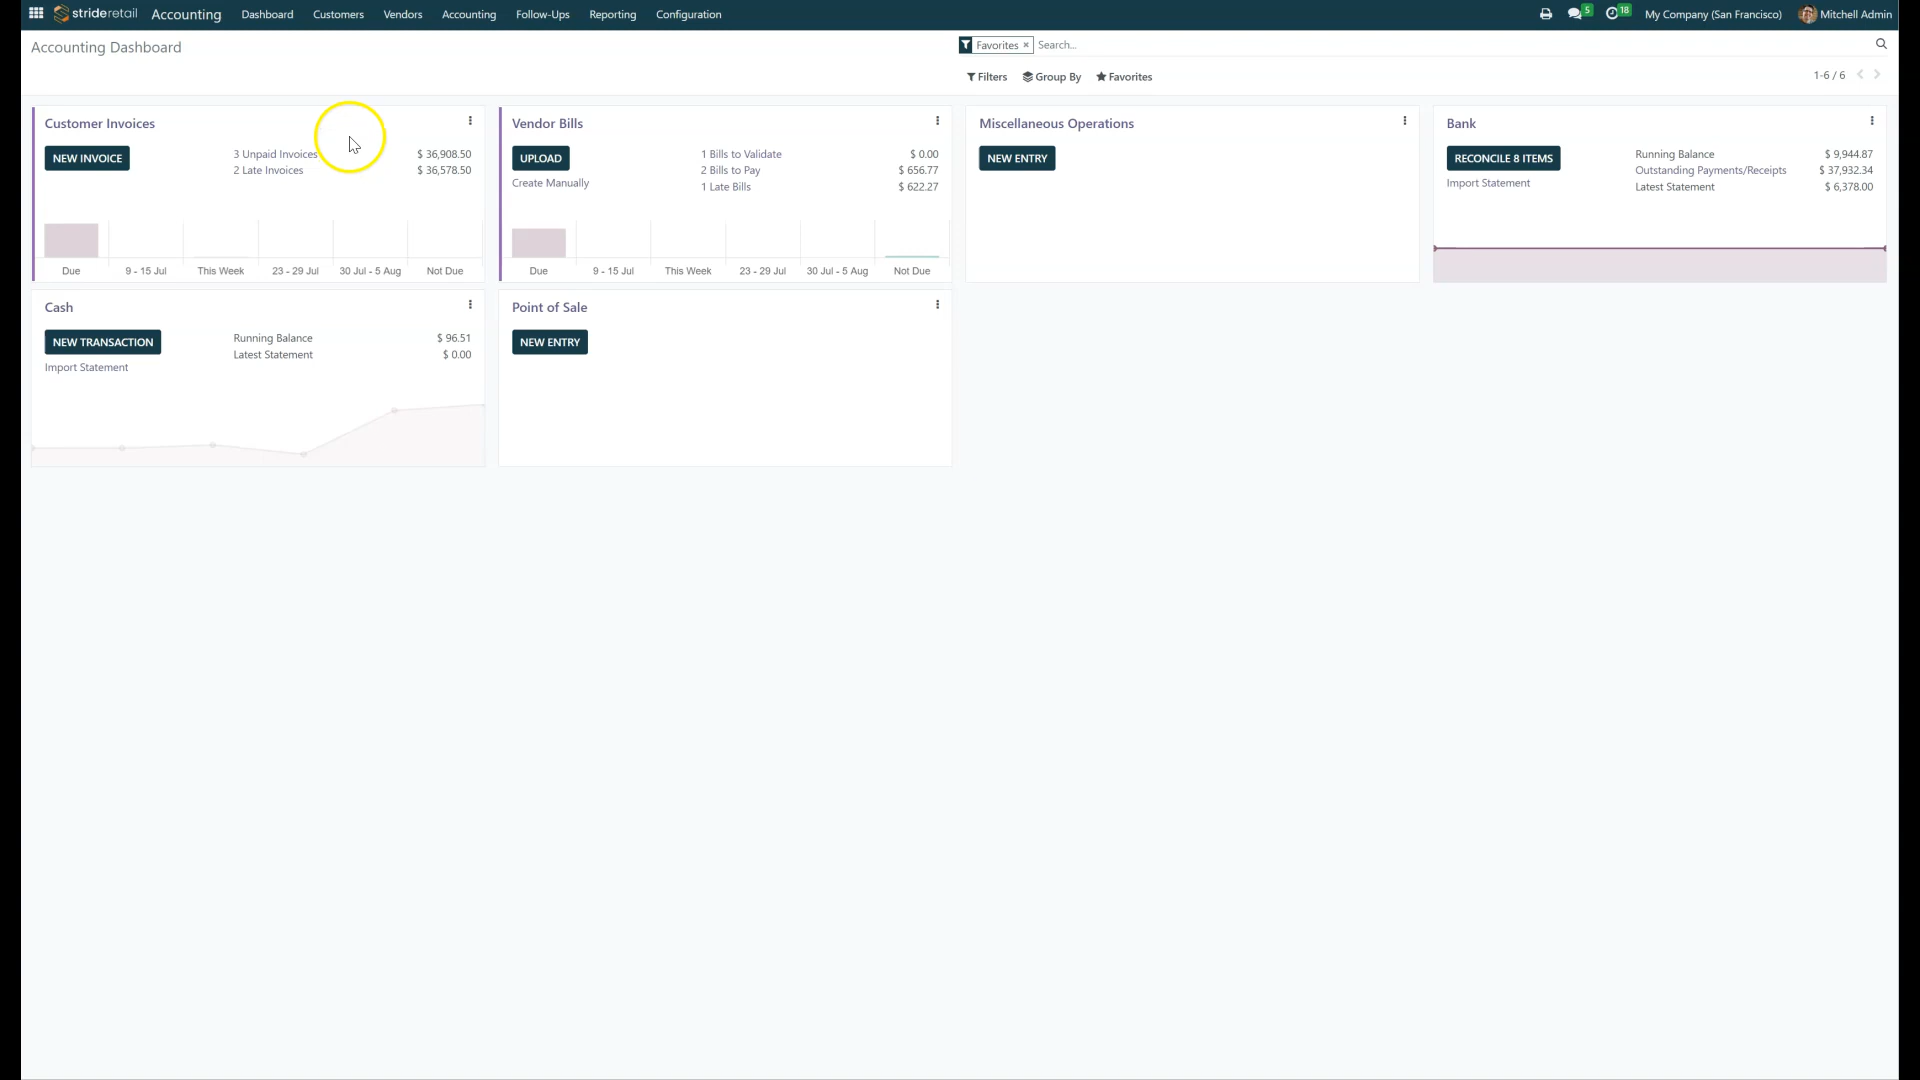 strideretail Accounting Dashboard Customers Vendors Accounting Follow-Ups Reporting Configuration 5 18 My Company (San Francisco) Mitchell Admin
Accounting Dashboard
Favorites × Search...
Filters Group By Favorites 1-6 / 6
Customer Invoices
NEW INVOICE
3 Unpaid Invoices $ 36,908.50
2 Late Invoices $ 36,578.50
Due 9 - 15 Jul This Week 23 - 29 Jul 30 Jul - 5 Aug Not Due
Vendor Bills
UPLOAD
Create Manually
1 Bills to Validate $ 0.00
2 Bills to Pay $ 656.77
1 Late Bills $ 622.27
Due 9 - 15 Jul This Week 23 - 29 Jul 30 Jul - 5 Aug Not Due
Miscellaneous Operations
NEW ENTRY
Bank
RECONCILE 8 ITEMS
Import Statement
Running Balance $ 9,944.87
Outstanding Payments/Receipts $ 37,932.34
Latest Statement $ 6,378.00
Cash
NEW TRANSACTION
Import Statement
Running Balance $ 96.51
Latest Statement $ 0.00
Point of Sale
NEW ENTRY